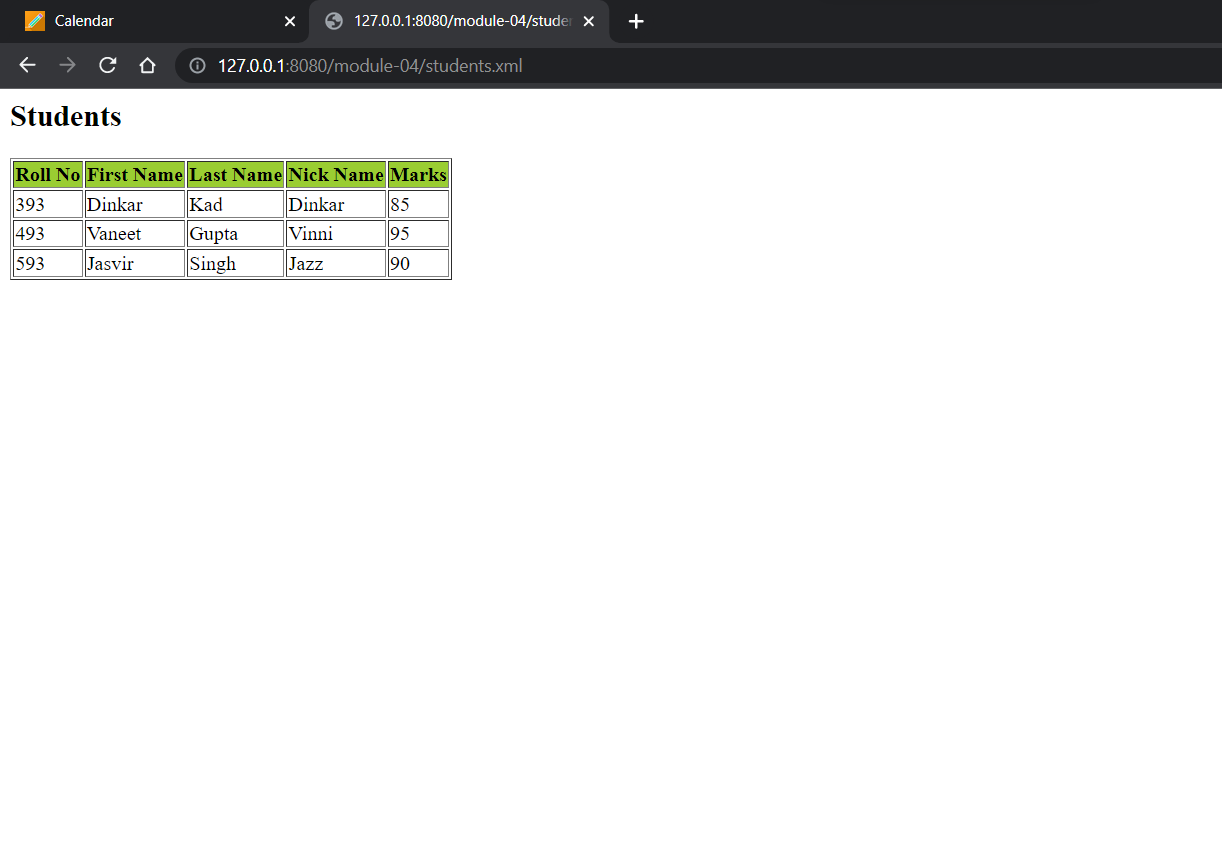 Calendar
127.0.0.1:8080/module-04/studen
127.0.0.1:8080/module-04/students.xml
Students
Roll No First Name Last Name Nick Name Marks
393 Dinkar Kad Dinkar 85
493 Vaneet Gupta Vinni 95
593 Jasvir Singh Jazz 90